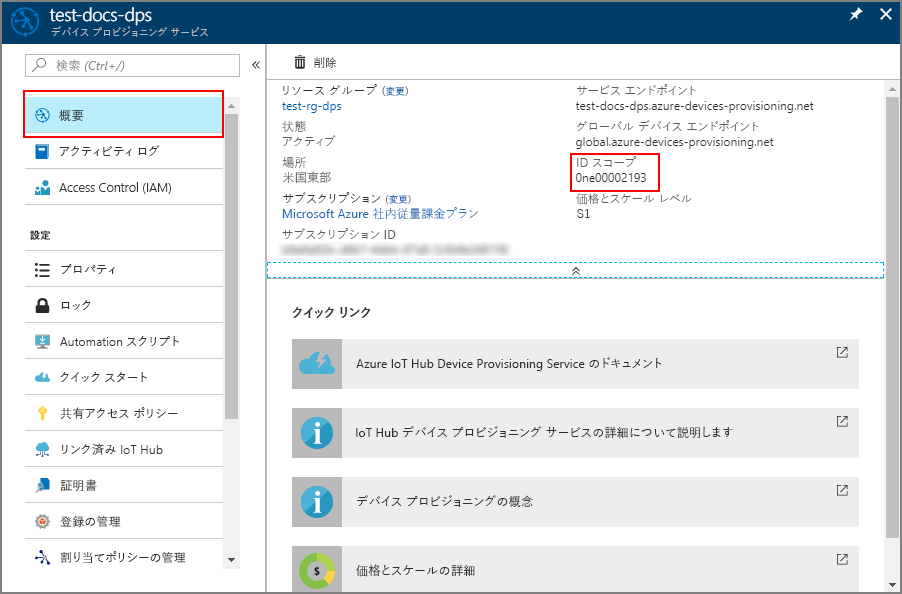 test-docs-dps
デバイス プロビジョニング サービス
検索 (Ctrl+/)
概要
アクティビティ ログ
Access Control (IAM)
設定
プロパティ
ロック
Automation スクリプト
クイック スタート
共有アクセス ポリシー
リンク済み IoT Hub
証明書
登録の管理
割り当てポリシーの管理
削除
リソース グループ (変更)
test-rg-dps
状態
アクティブ
場所
米国東部
サブスクリプション (変更)
Microsoft Azure 社内従量課金プラン
サブスクリプション ID
サービス エンドポイント
test-docs-dps.azure-devices-provisioning.net
グローバル デバイス エンドポイント
global.azure-devices-provisioning.net
ID スコープ
0ne00002193
価格とスケール レベル
S1
クイック リンク
Azure IoT Hub Device Provisioning Service のドキュメント
IoT Hub デバイス プロビジョニング サービスの詳細について説明します
デバイス プロビジョニングの概念
価格とスケールの詳細